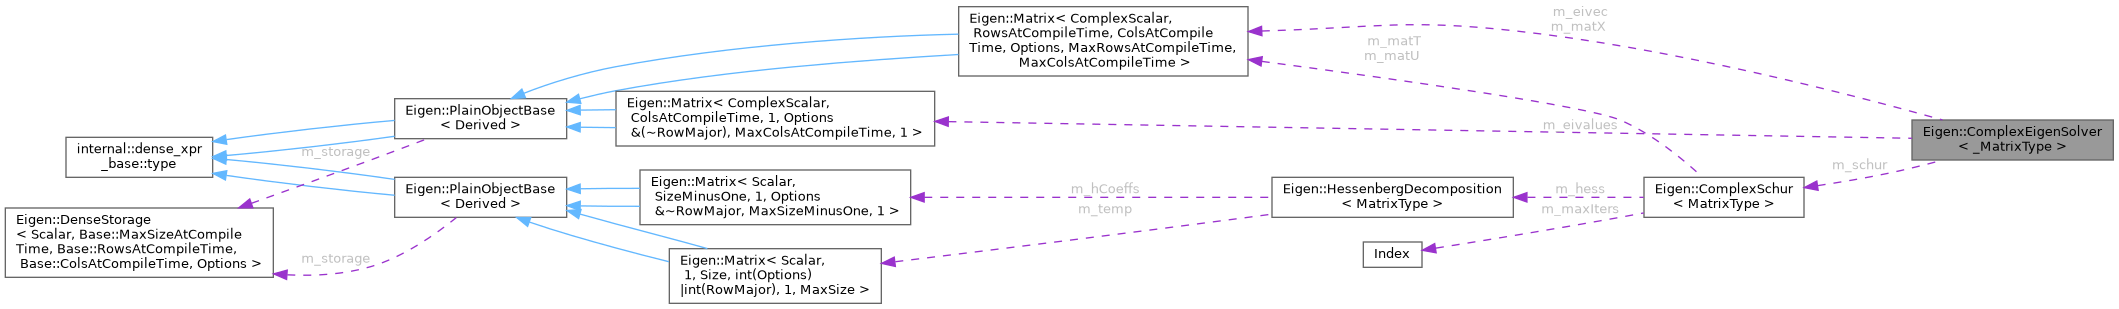 Eigen::Matrix< ComplexScalar,
RowsAtCompileTime, ColsAtCompile
Time, Options, MaxRowsAtCompileTime,
MaxColsAtCompileTime >
m_eivec
m_matX
m_matT
m_matU
Eigen::PlainObjectBase
< Derived >
Eigen::Matrix< ComplexScalar,
ColsAtCompileTime, 1, Options
&(~RowMajor), MaxColsAtCompileTime, 1 >
m_eivalues
Eigen::ComplexEigenSolver
< _MatrixType >
internal::dense_xpr
_base::type
m_storage
m_schur
Eigen::PlainObjectBase
< Derived >
Eigen::Matrix< Scalar,
SizeMinusOne, 1, Options
&~RowMajor, MaxSizeMinusOne, 1 >
m_hCoeffs
m_temp
Eigen::HessenbergDecomposition
< MatrixType >
m_hess
m_maxIters
Eigen::ComplexSchur
< MatrixType >
Eigen::DenseStorage
< Scalar, Base::MaxSizeAtCompile
Time, Base::RowsAtCompileTime,
Base::ColsAtCompileTime, Options >
m_storage
Eigen::Matrix< Scalar,
1, Size, int(Options)
|int(RowMajor), 1, MaxSize >
Index